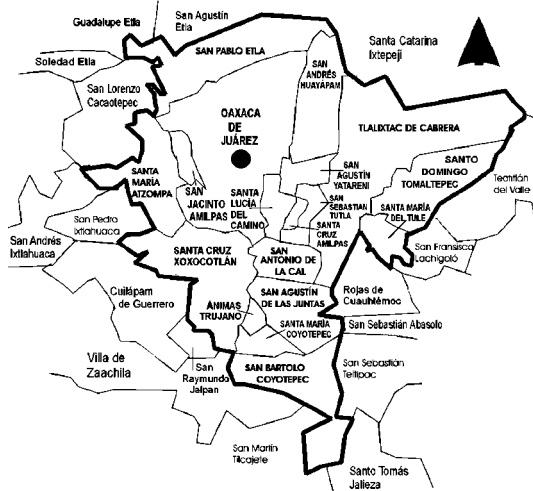 Guadalupe Etla
San Agustín
Etla
SAN PABLO ETLA
Santa Catarina
Ixtepeji
Soledad Etla
SAN
ANDRÉS
HUAYÁPAM
San Lorenzo
Cacaotepec
OAXACA
DE
JUÁREZ
TLALIXTAC DE CABRERA
SANTA
MARÍA
ATZOMPA
SAN
JACINTO
AMILPAS
SANTA
LUCÍA
DEL
CAMINO
SAN
AGUSTÍN
YATARENI
SANTO
DOMINGO
TOMALTEPEC
Teotitlán
del Valle
SAN
SEBASTIAN
TUTLA
SANTA MARÍA
DEL TULE
San Pedro
Ixtlahuaca
SANTA
CRUZ
AMILPAS
San Andrés
Ixtlahuaca
SANTA CRUZ
XOXOCOTLÁN
SAN
ANTONIO DE
LA CAL
San Fransisco
Lachigoló
Cuilápam
de Guerrero
SAN AGUSTÍN
DE LAS JUNTAS
Rojas de
Cuauhtémoc
ÁNIMAS
TRUJANO
SANTA MARÍA
COYOTEPEC
San Sebastián Abasolo
Villa de
Zaachila
San
Raymundo
Jalpan
SAN BARTOLO
COYOTEPEC
San Sebastián
Teitipac
San Martín
Tilcajete
Santo Tomás
Jalieza